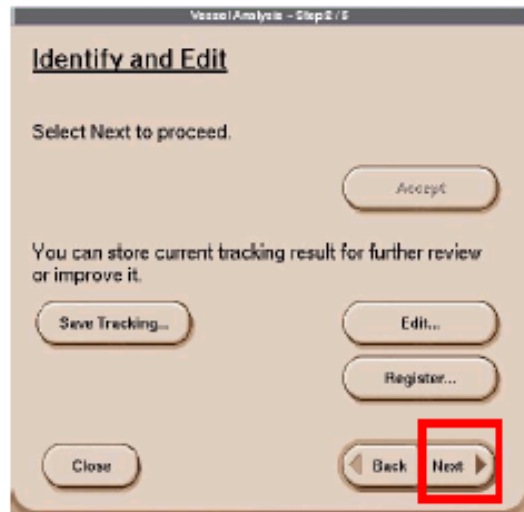 Vessel Analysis - Step 2 / 5
Identify and Edit
Select Next to proceed.
Accept
You can store current tracking result for further review
or improve it.
Save Tracking... Edit...
Register...
Close Back Next